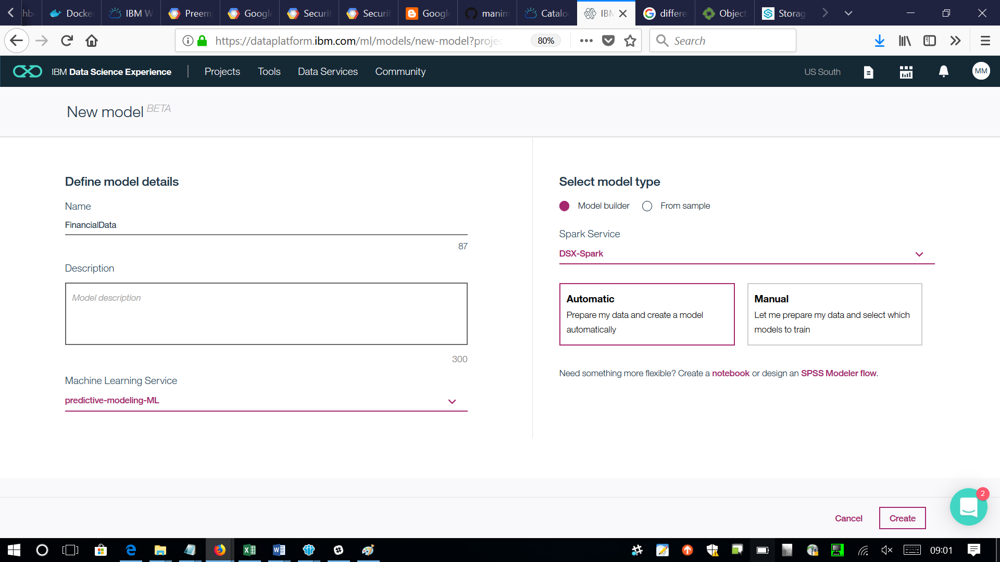 Docke
IBM W
Preem
Google
Securit
Securit
Google
manim
Catalo
IBM
differe
Object
Storag
https://dataplatform.ibm.com/ml/models/new-model?projec
80%
Search
IBM Data Science Experience
Projects
Tools
Data Services
Community
US South
MM
New model BETA
Define model details
Name
FinancialData
87
Description
Model description
300
Machine Learning Service
predictive-modeling-ML
Select model type
Model builder
From sample
Spark Service
DSX-Spark
Automatic
Prepare my data and create a model
automatically
Manual
Let me prepare my data and select which
models to train
Need something more flexible? Create a notebook or design an SPSS Modeler flow.
2
Cancel
Create
09:01